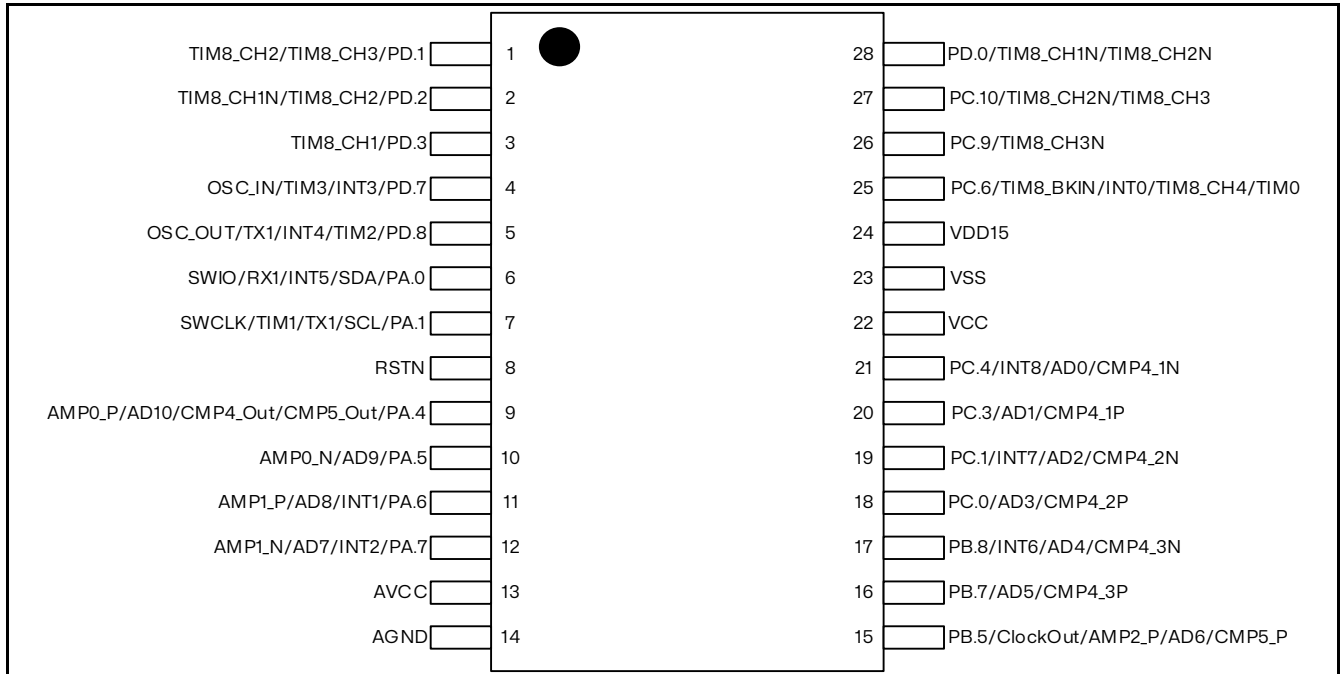 TIM8_CH2/TIM8_CH3/PD.1 1 28 PD.0/TIM8_CH1N/TIM8_CH2N
TIM8_CH1N/TIM8_CH2/PD.2 2 27 PC.10/TIM8_CH2N/TIM8_CH3
TIM8_CH1/PD.3 3 26 PC.9/TIM8_CH3N
OSC_IN/TIM3/INT3/PD.7 4 25 PC.6/TIM8_BKIN/INT0/TIM8_CH4/TIM0
OSC_OUT/TX1/INT4/TIM2/PD.8 5 24 VDD15
SWIO/RX1/INT5/SDA/PA.0 6 23 VSS
SWCLK/TIM1/TX1/SCL/PA.1 7 22 VCC
RSTN 8 21 PC.4/INT8/AD0/CMP4_1N
AMP0_P/AD10/CMP4_Out/CMP5_Out/PA.4 9 20 PC.3/AD1/CMP4_1P
AMP0_N/AD9/PA.5 10 19 PC.1/INT7/AD2/CMP4_2N
AMP1_P/AD8/INT1/PA.6 11 18 PC.0/AD3/CMP4_2P
AMP1_N/AD7/INT2/PA.7 12 17 PB.8/INT6/AD4/CMP4_3N
AVCC 13 16 PB.7/AD5/CMP4_3P
AGND 14 15 PB.5/ClockOut/AMP2_P/AD6/CMP5_P